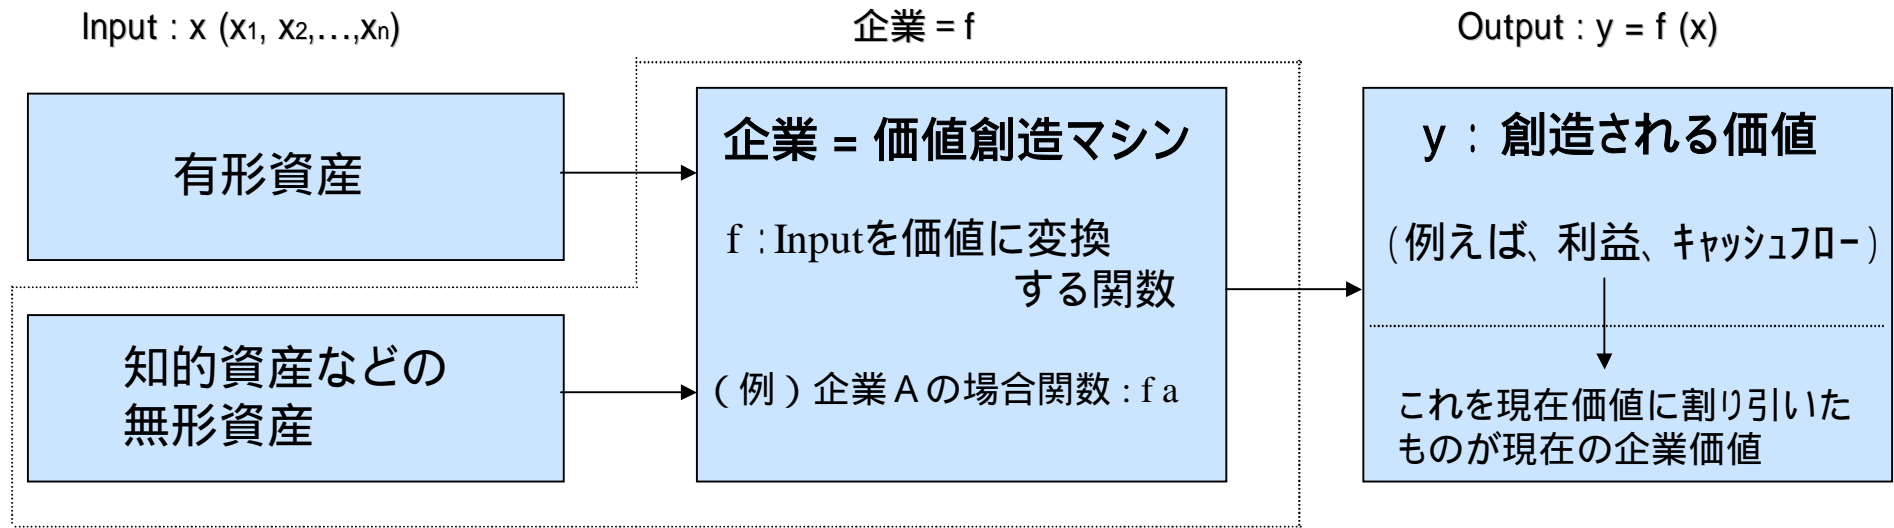 Input : x (x1, x2,…,xn)
企業 = f
Output : y = f (x)
有形資産
知的資産などの
無形資産
企業 = 価値創造マシン
f : Inputを価値に変換
する関数
(例) 企業Aの場合関数 : f a
y : 創造される価値
(例えば、利益、キャッシュフロー)
これを現在価値に割り引いた
ものが現在の企業価値